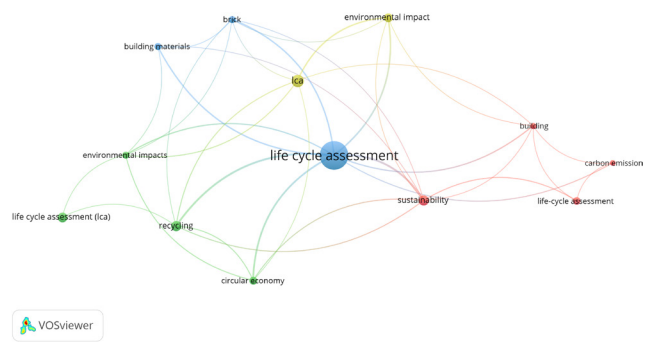 brick
environmental impact
building materials
lca
building
environmental impacts
life cycle assessment
carbon emission
life cycle assessment (lca)
recycling
sustainability
life-cycle assessment
circular economy
VOSviewer